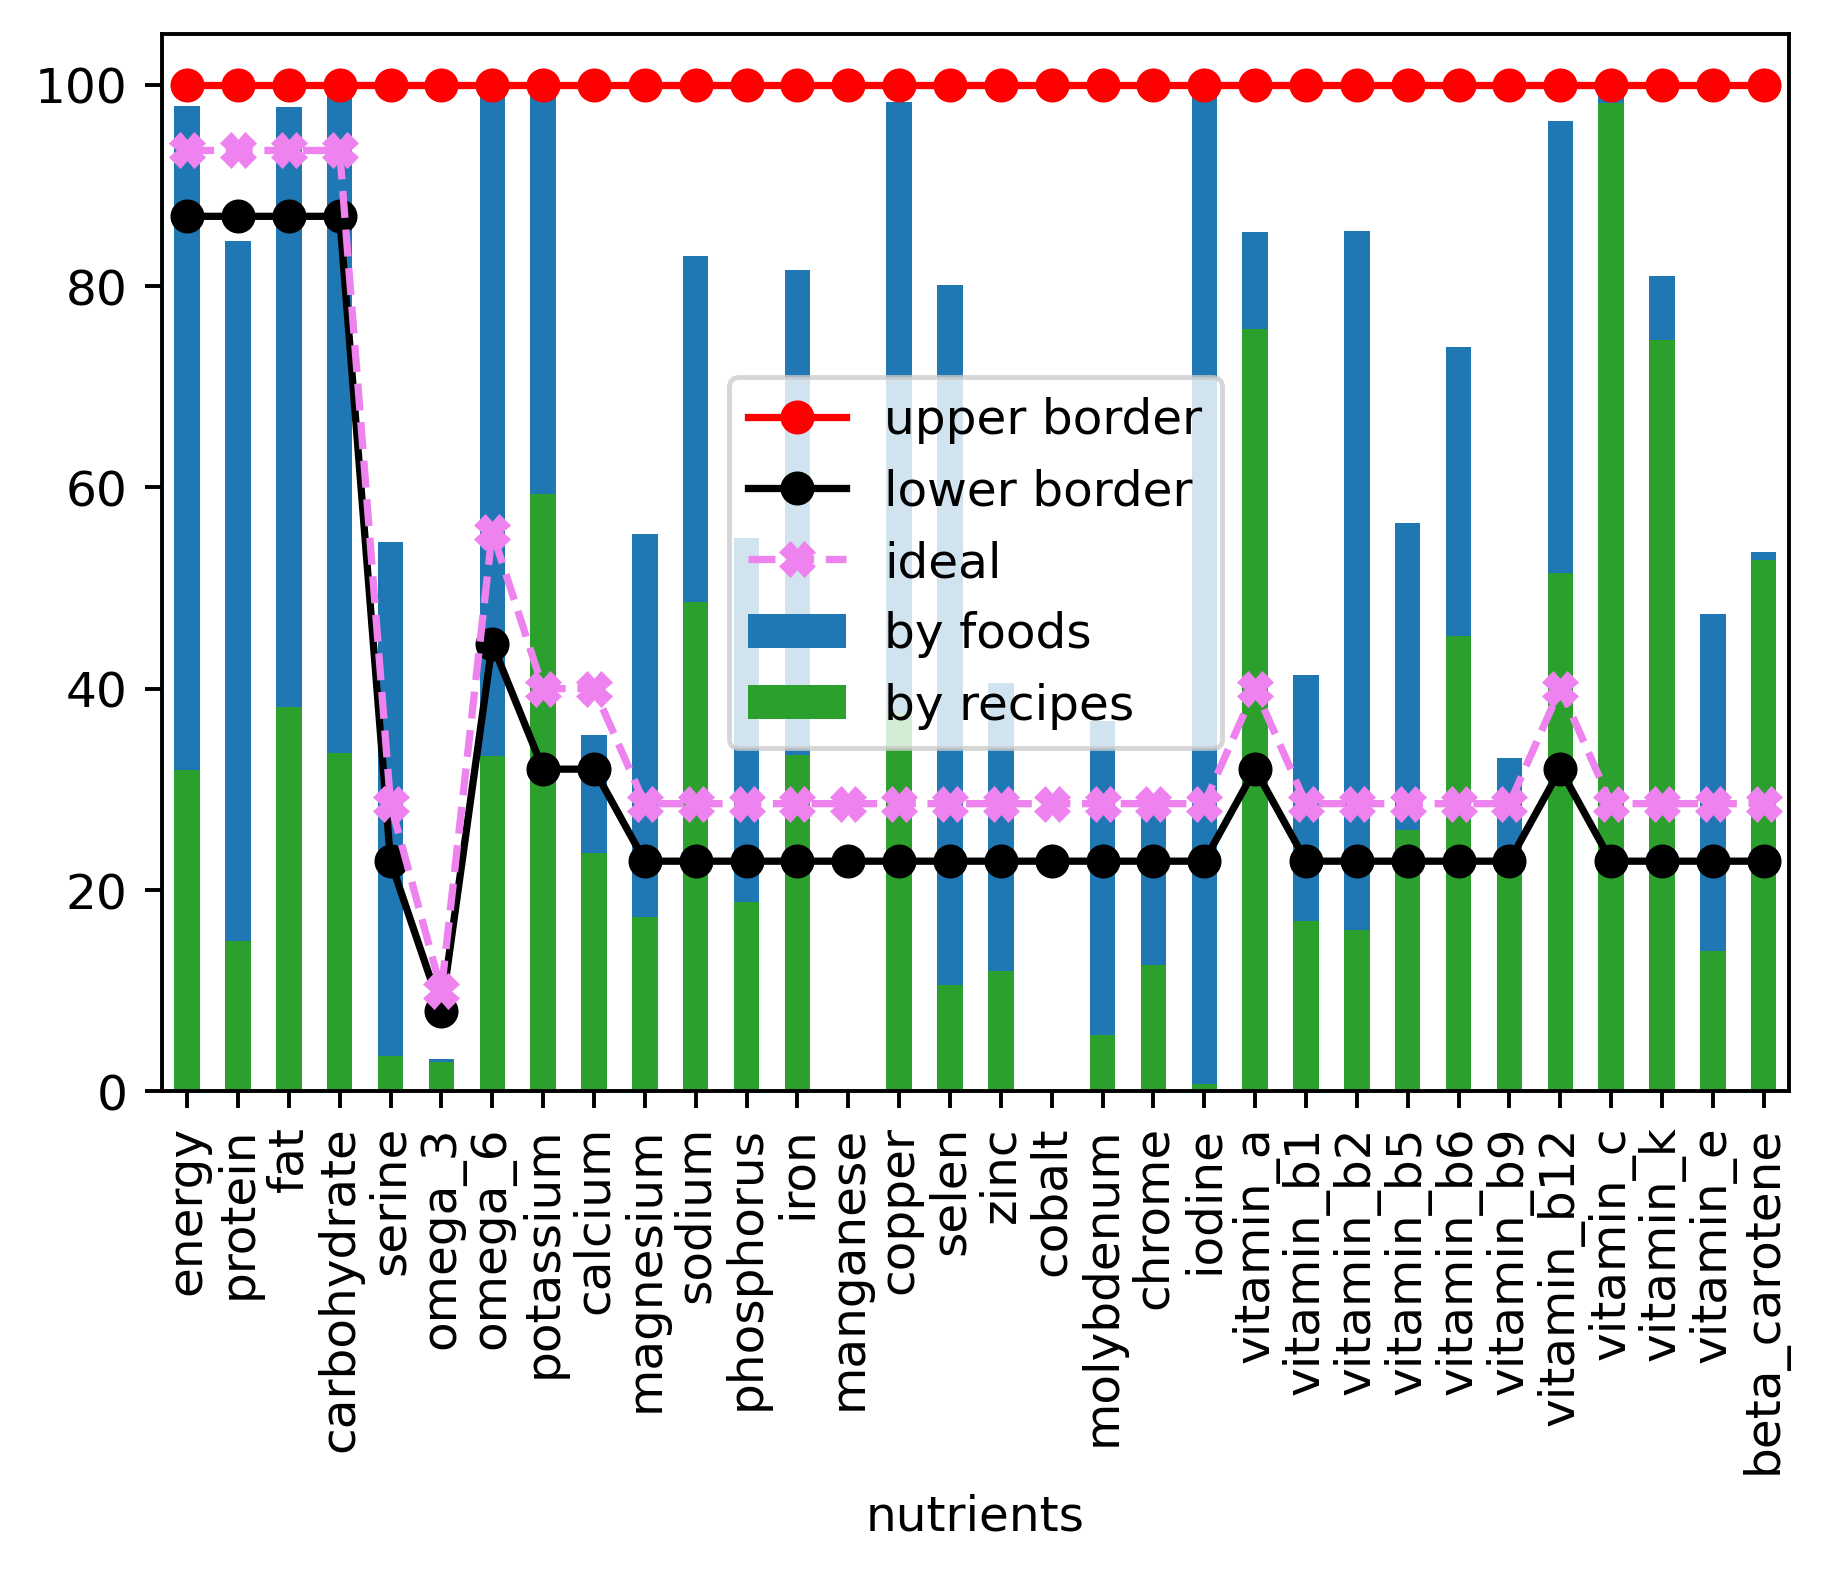 100
80
60
40
20
0
upper border
lower border
ideal
by foods
by recipes
energy
protein
fat
carbohydrate
serine
omega_3
omega_6
potassium
calcium
magnesium
sodium
phosphorus
iron
manganese
copper
selen
zinc
cobalt
molybdenum
chrome
iodine
vitamin_a
vitamin_b1
vitamin_b2
vitamin_b5
vitamin_b6
vitamin_b9
vitamin_b12
vitamin_c
vitamin_k
vitamin_e
beta_carotene
nutrients